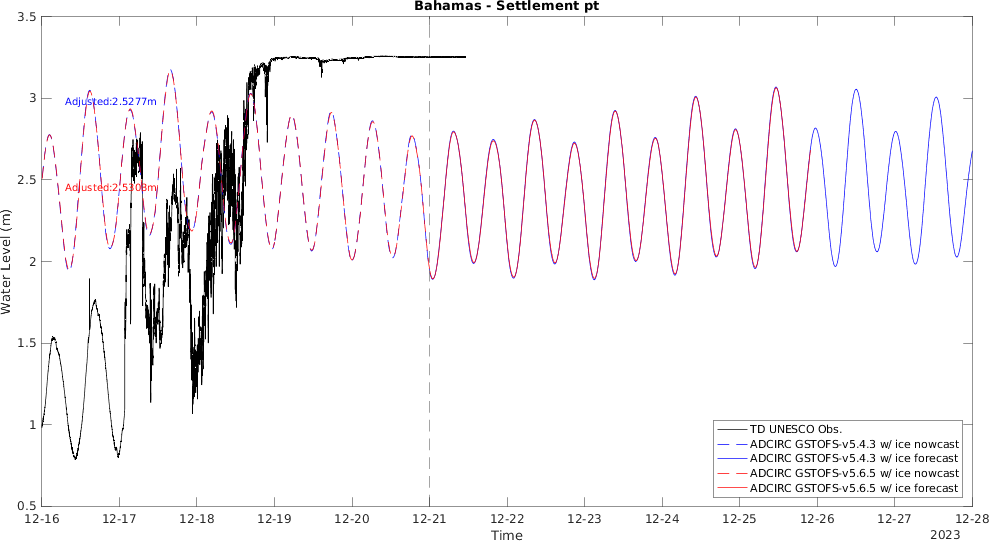 Bahamas - Settlement pt
3.5
3
2.5
2
1.5
1
0.5
Water Level (m)
Adjusted:2.5277m
Adjusted:2.5303m
TD UNESCO Obs.
ADCIRC GSTOFS-v5.4.3 w/ ice nowcast
ADCIRC GSTOFS-v5.4.3 w/ ice forecast
ADCIRC GSTOFS-v5.6.5 w/ ice nowcast
ADCIRC GSTOFS-v5.6.5 w/ ice forecast
12-16 12-17 12-18 12-19 12-20 12-21 12-22 12-23 12-24 12-25 12-26 12-27 12-28
Time
2023